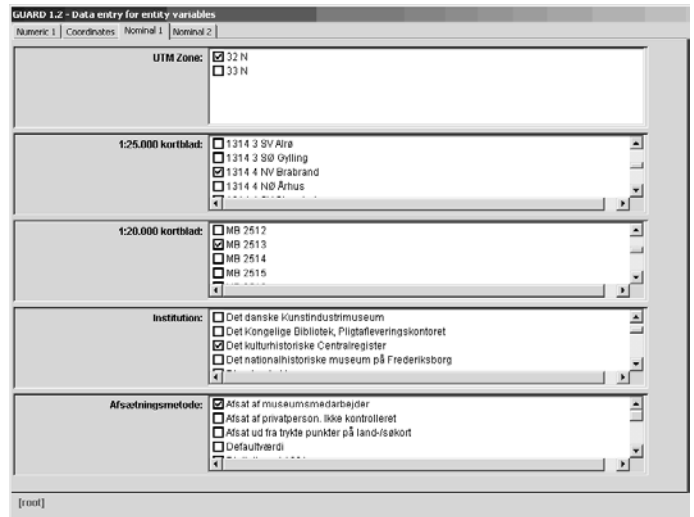 GUARD 1.2 - Data entry for entity variables
Numeric 1 Coordinates Nominal 1 Nominal 2
UTM Zone: 32 N
33 N
1:25.000 kortblad: 1314 3 SV Alrø
1314 3 SØ Gylling
1314 4 NV Brabrand
1314 4 NØ Århus
1:20.000 kortblad: MB 2512
MB 2513
MB 2514
MB 2515
Institution: Det danske Kunstindustrimuseum
Det Kongelige Bibliotek, Pligtafleveringskontoret
Det kulturhistoriske Centralregister
Det nationalhistoriske museum på Frederiksborg
Afsætningsmetode: Afsat af museumsmedarbejder
Afsat af privatperson. Ikke kontrolleret
Afsat ud fra trykte punkter på land-/søkort
Defaultværdi
[root]